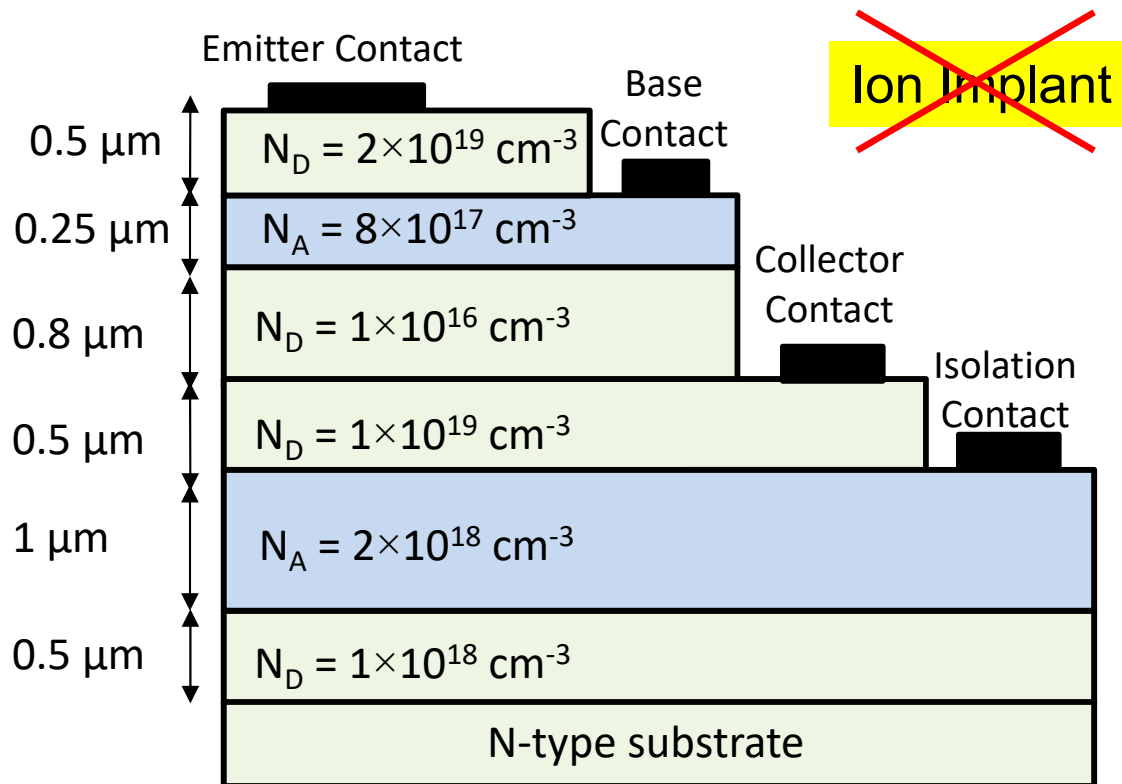 Emitter Contact
Ion Implant
Base
Contact
0.5 μm
N_D = 2×10^19 cm^-3
0.25 μm
N_A = 8×10^17 cm^-3
Collector
Contact
0.8 μm
N_D = 1×10^16 cm^-3
Isolation
Contact
0.5 μm
N_D = 1×10^19 cm^-3
1 μm
N_A = 2×10^18 cm^-3
0.5 μm
N_D = 1×10^18 cm^-3
N-type substrate